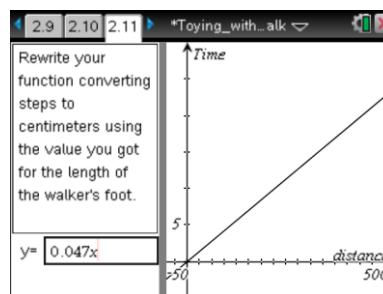 2.9 2.10 2.11 *Toying_with…alk
Rewrite your
function converting
steps to
centimeters using
the value you got
for the length of
the walker's foot.
y= 0.047x
Time
5
distance
-50
500